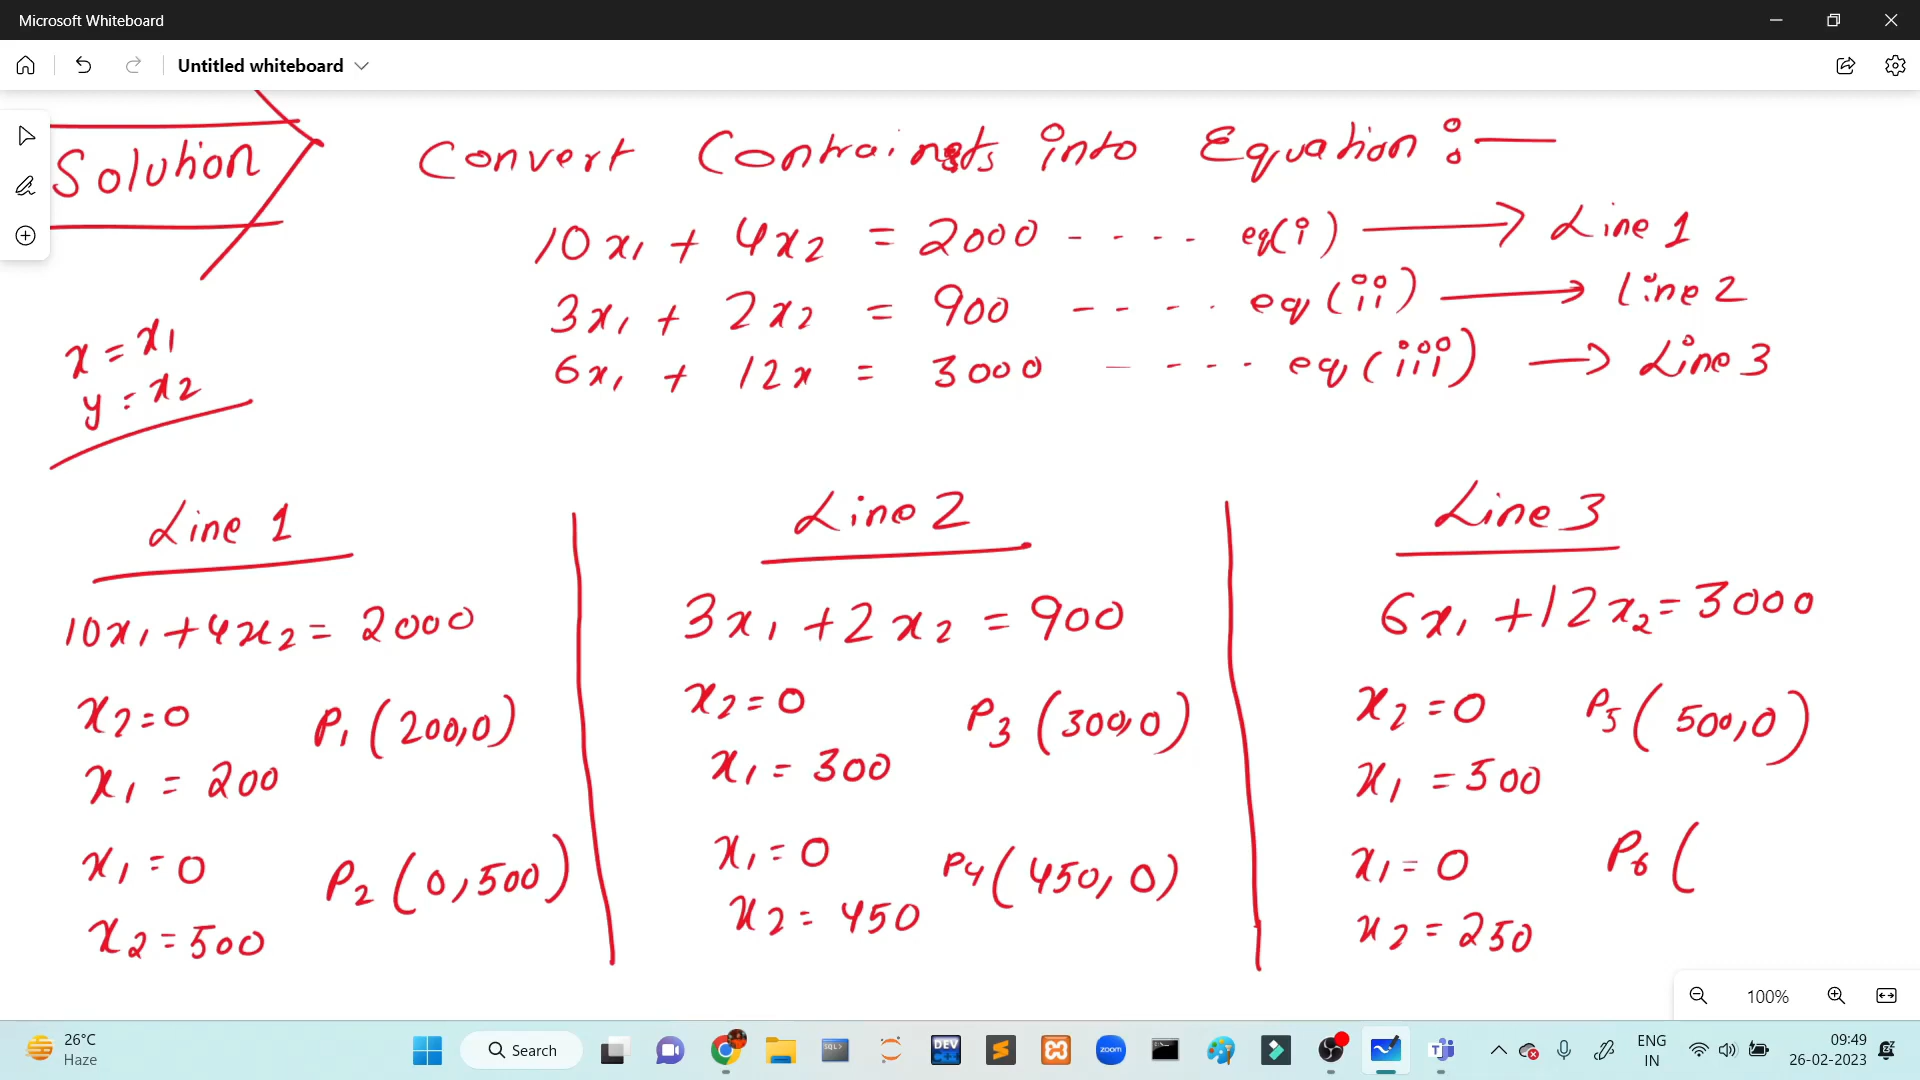 Microsoft Whiteboard
Untitled whiteboard
Solution
Convert Contrainsts into Equation :-
10x₁ + 4x₂ = 2000 - - - - eq(i) → Line 1
3x₁ + 2x₂ = 900 - - - - eq(ii) → Line 2
6x₁ + 12x = 3000 - - - - eq(iii) → Line 3
x = x₁
y = x₂
Line 1
10x₁ + 4x₂ = 2000
x₂ = 0 P₁ (200,0)
x₁ = 200
x₁ = 0 P₂ (0,500)
x₂ = 500
Line 2
3x₁ + 2x₂ = 900
x₂ = 0 P₃ (300,0)
x₁ = 300
x₁ = 0 P₄ (450,0)
x₂ = 450
Line 3
6x₁ + 12x₂ = 3000
x₂ = 0 P₅ (500,0)
x₁ = 500
x₁ = 0 P₆ (
x₂ = 250
100%
26°C
Haze
Search
SQL>
DEV C++
zoom
ENG
IN
09:49
26-02-2023